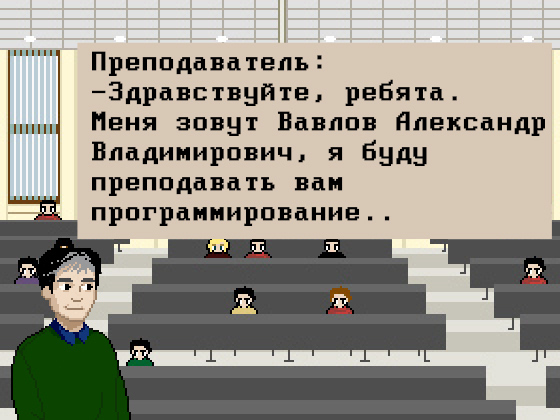 Преподаватель:
-Здравствуйте, ребята.
Меня зовут Вавлов Александр
Владимирович, я буду
преподавать вам
программирование..